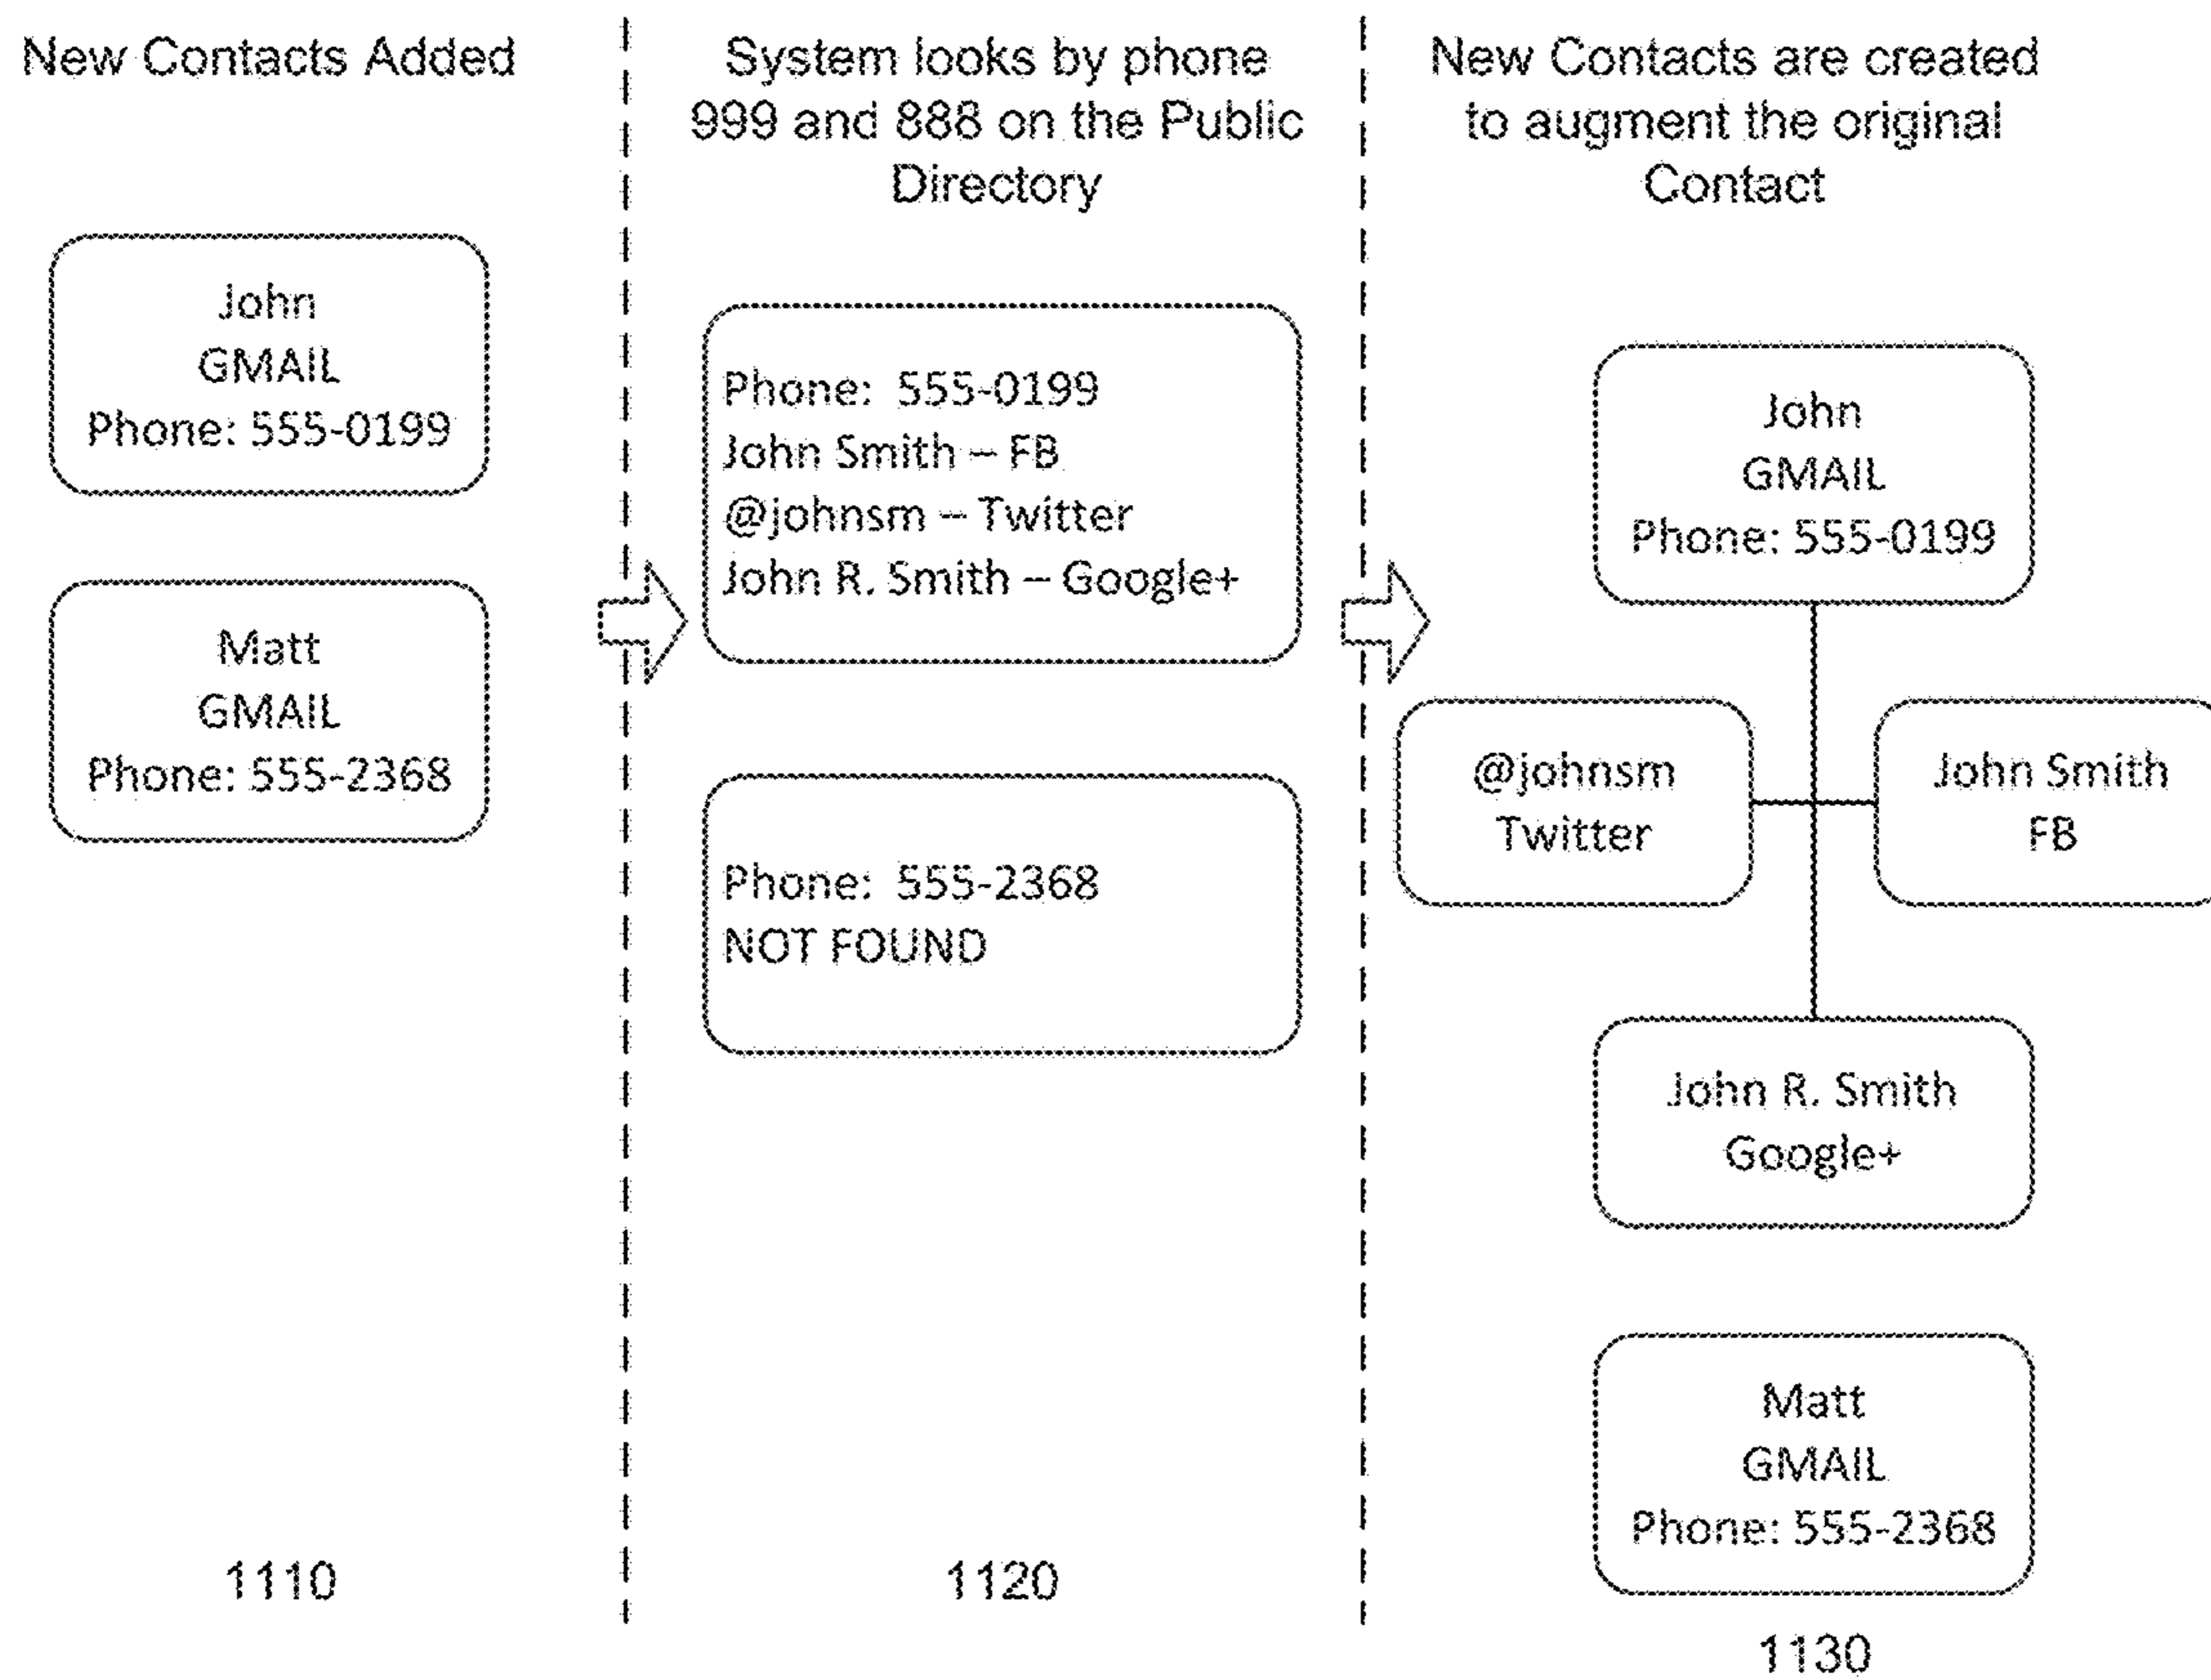 New Contacts Added
John
GMAIL
Phone: 555-0199
Matt
GMAIL
Phone: 555-2368
1110
System looks by phone
999 and 888 on the Public
Directory
Phone: 555-0199
John Smith – FB
@johnsm – Twitter
John R. Smith – Google+
Phone: 555-2368
NOT FOUND
1120
New Contacts are created
to augment the original
Contact
John
GMAIL
Phone: 555-0199
@johnsm
Twitter
John Smith
FB
John R. Smith
Google+
Matt
GMAIL
Phone: 555-2368
1130